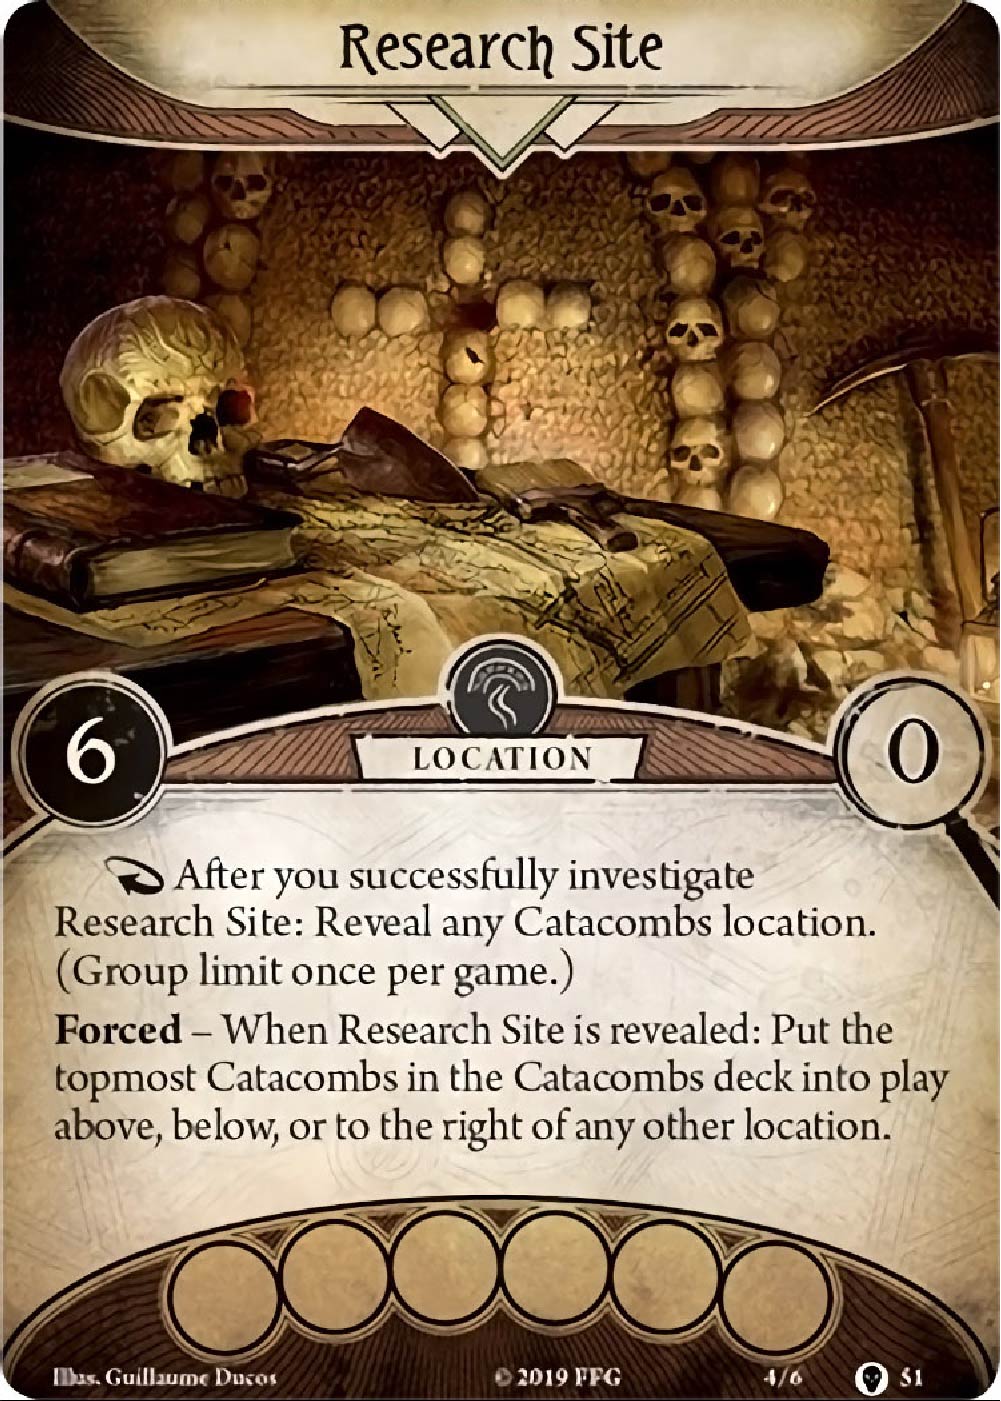 Research Site
6
LOCATION
0
After you successfully investigate
Research Site: Reveal any Catacombs location.
(Group limit once per game.)
Forced – When Research Site is revealed: Put the
topmost Catacombs in the Catacombs deck into play
above, below, or to the right of any other location.
Illus. Guillaume Ducos
© 2019 FFG
4/6
51